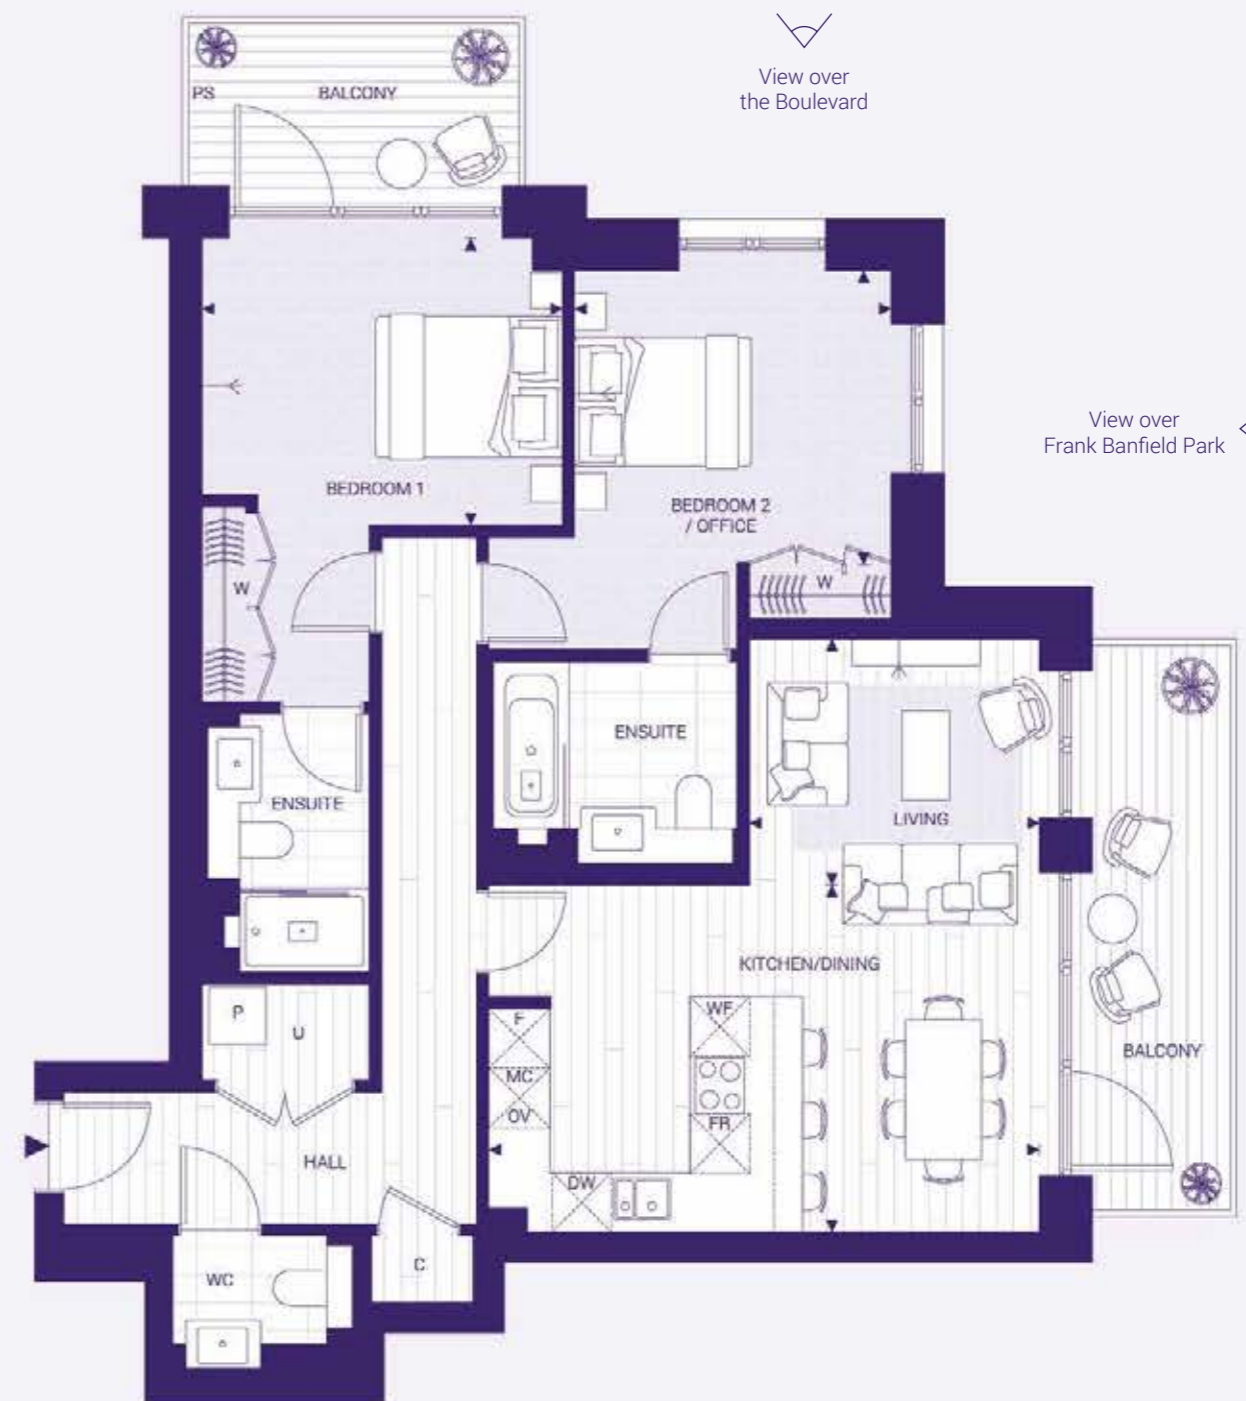 View over
the Boulevard
PS
BALCONY
View over
Frank Banfield Park
BEDROOM 1
BEDROOM 2
/ OFFICE
W
W
ENSUITE
ENSUITE
LIVING
KITCHEN/DINING
P
U
F
WF
MC
OV
FR
BALCONY
HALL
DW
C
WC